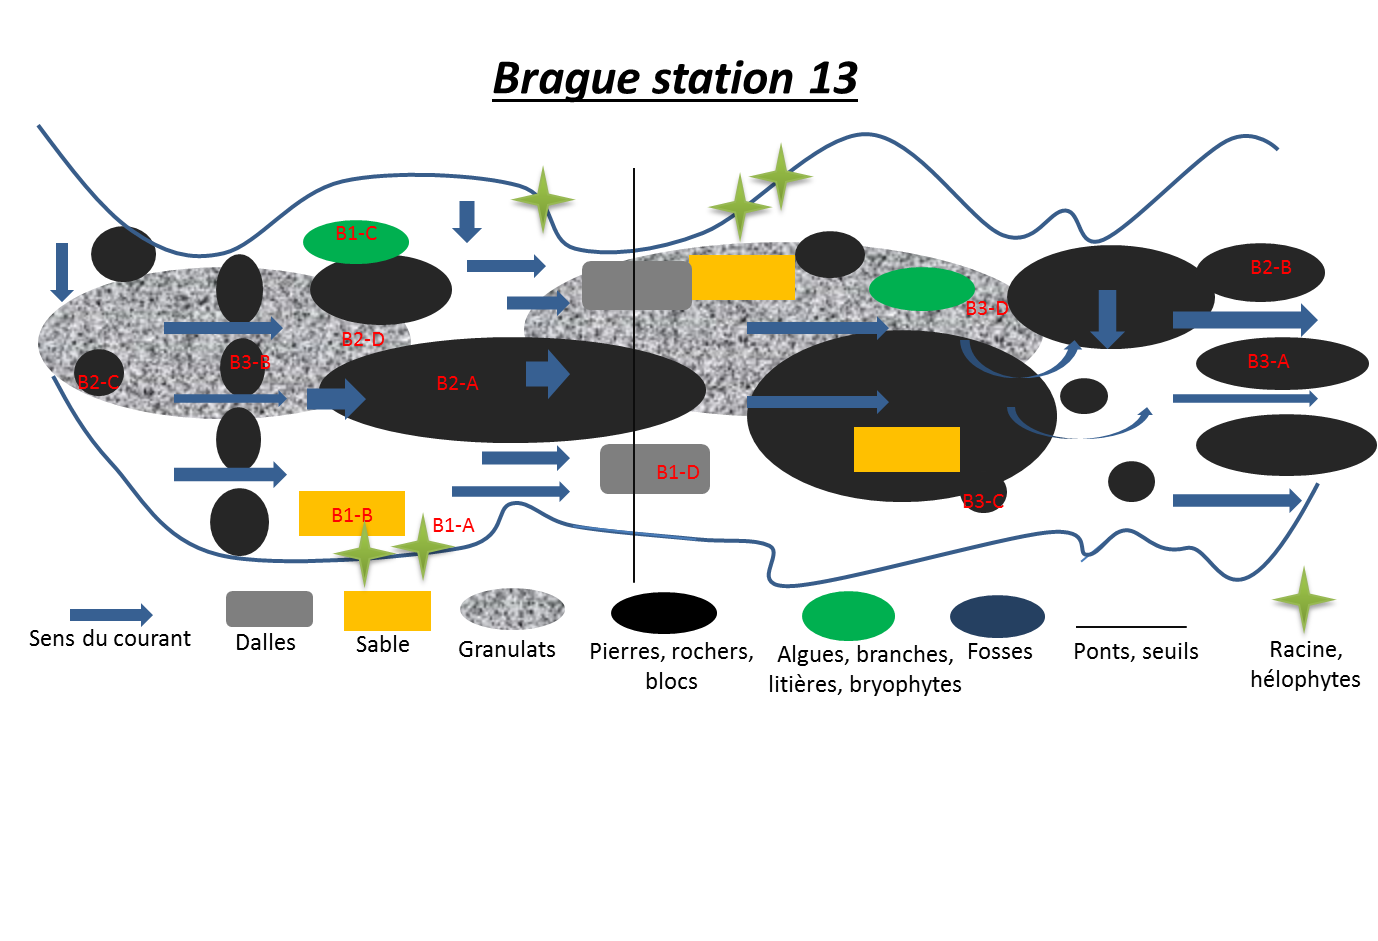 Brague station 13
B1-C
B2-B
B3-D
B2-D
B3-B
B3-A
B2-C
B2-A
B1-D
B3-C
B1-B
B1-A
Sens du courant
Dalles
Sable
Granulats
Pierres, rochers,
blocs
Algues, branches,
litières, bryophytes
Fosses
Ponts, seuils
Racine,
hélophytes